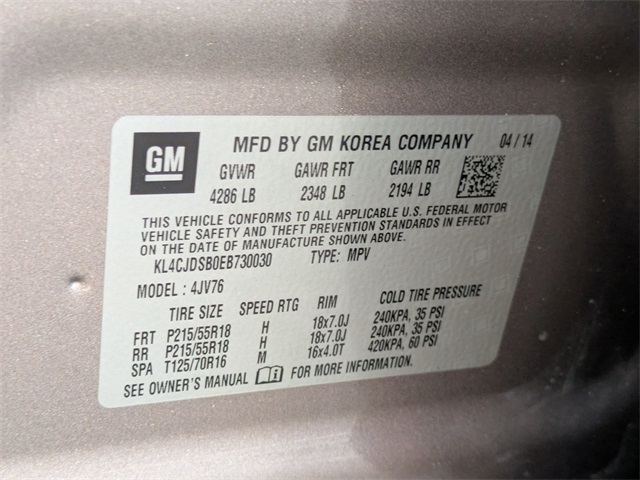 GM MFD BY GM KOREA COMPANY 04 / 14
GVWR GAWR FRT GAWR RR
4286 LB 2348 LB 2194 LB
THIS VEHICLE CONFORMS TO ALL APPLICABLE U.S. FEDERAL MOTOR
VEHICLE SAFETY AND THEFT PREVENTION STANDARDS IN EFFECT
ON THE DATE OF MANUFACTURE SHOWN ABOVE.
KL4CJDSB0EB730030 TYPE: MPV
MODEL : 4JV76
TIRE SIZE SPEED RTG RIM COLD TIRE PRESSURE
FRT P215/55R18 H 18x7.0J 240KPA, 35 PSI
RR P215/55R18 H 18x7.0J 240KPA, 35 PSI
SPA T125/70R16 M 16x4.0T 420KPA, 60 PSI
SEE OWNER'S MANUAL FOR MORE INFORMATION.